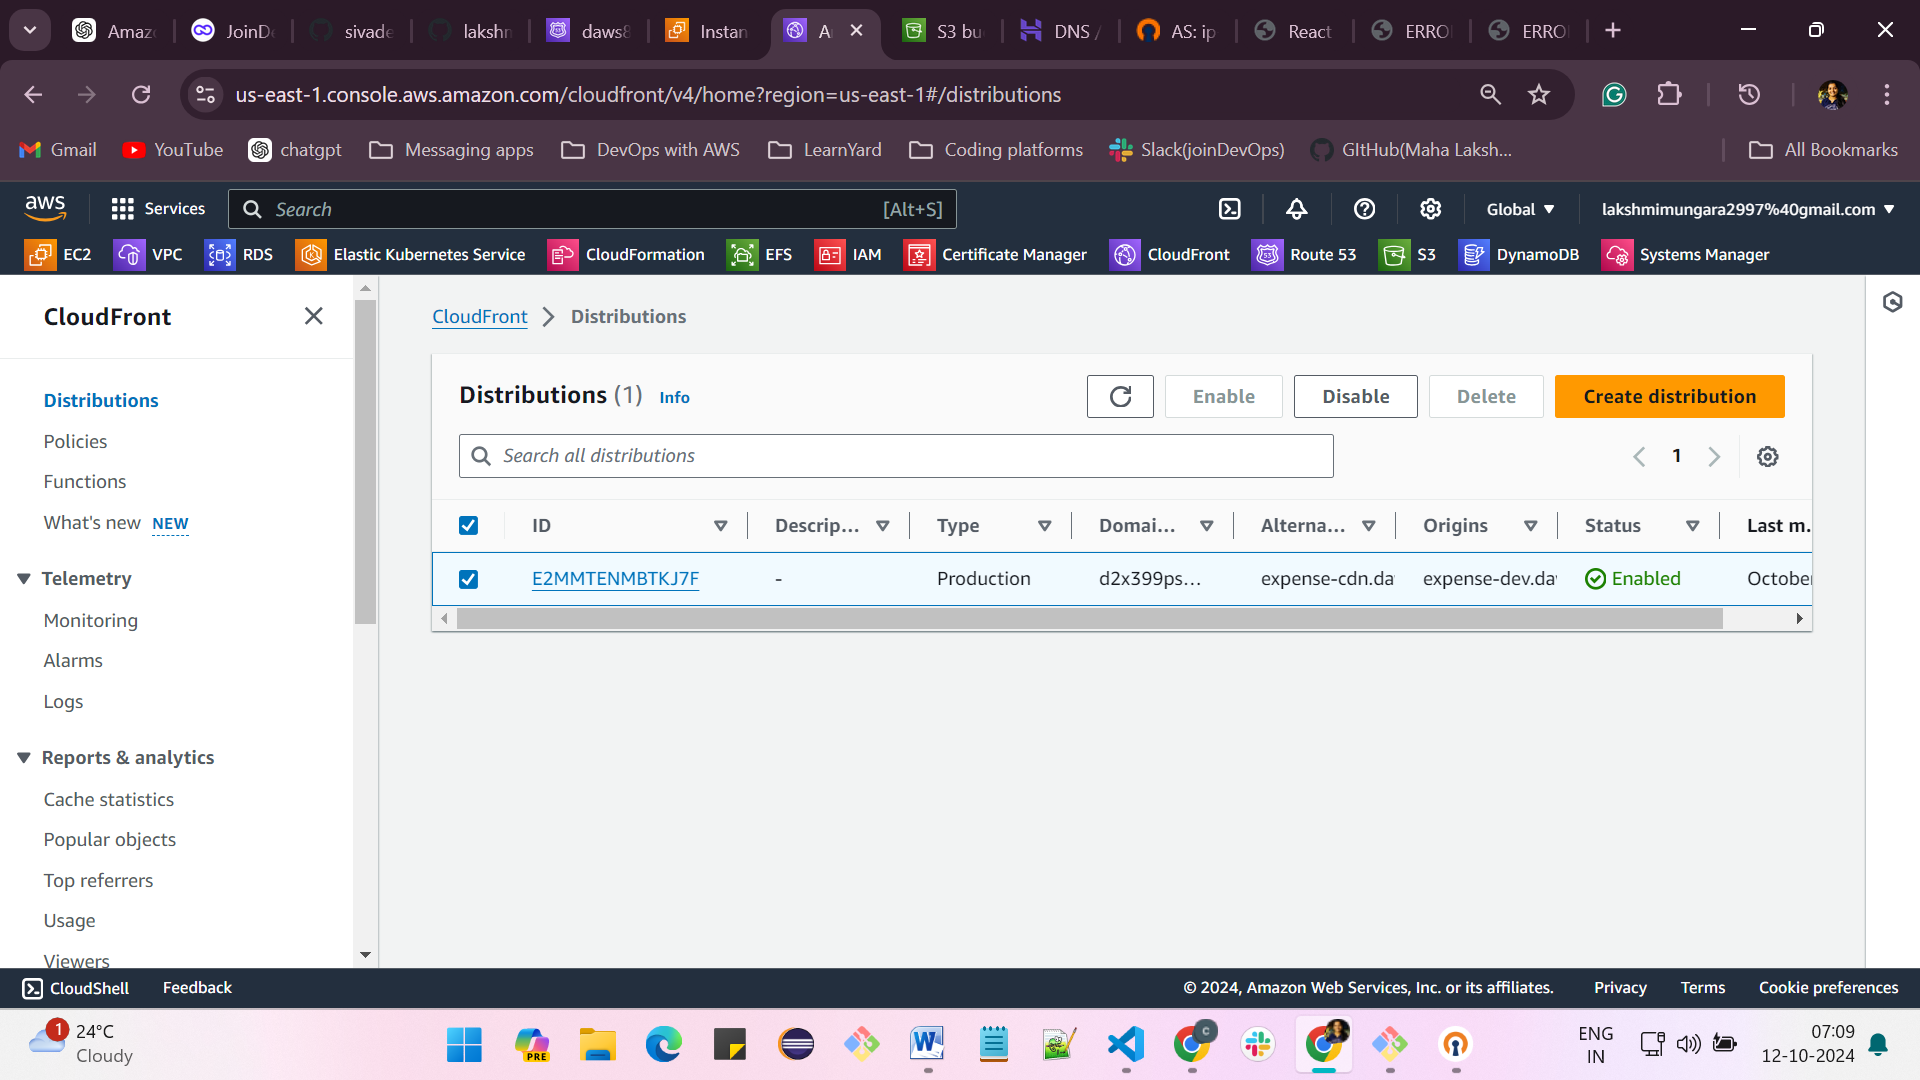 Amaz
JoinDe
sivade
lakshm
daws8
Instan
A
S3 bu
DNS /
AS: ip
React
ERRO
ERRO
us-east-1.console.aws.amazon.com/cloudfront/v4/home?region=us-east-1#/distributions
Gmail
YouTube
chatgpt
Messaging apps
DevOps with AWS
LearnYard
Coding platforms
Slack(joinDevOps)
GItHub(Maha Laksh...
All Bookmarks
aws
Services
Search
[Alt+S]
Global
lakshmimungara2997%40gmail.com
EC2
VPC
RDS
Elastic Kubernetes Service
CloudFormation
EFS
IAM
Certificate Manager
CloudFront
Route 53
S3
DynamoDB
Systems Manager
CloudFront
Distributions
Policies
Functions
What's new NEW
Telemetry
Monitoring
Alarms
Logs
Reports & analytics
Cache statistics
Popular objects
Top referrers
Usage
Viewers
CloudFront > Distributions
Distributions (1) Info
Enable
Disable
Delete
Create distribution
Search all distributions
1
ID
Descrip...
Type
Domai...
Alterna...
Origins
Status
Last m.
E2MMTENMBTKJ7F
-
Production
d2x399ps...
expense-cdn.da
expense-dev.da
Enabled
October
CloudShell
Feedback
© 2024, Amazon Web Services, Inc. or its affiliates.
Privacy
Terms
Cookie preferences
1
24°C
Cloudy
PRE
C
ENG
IN
07:09
12-10-2024